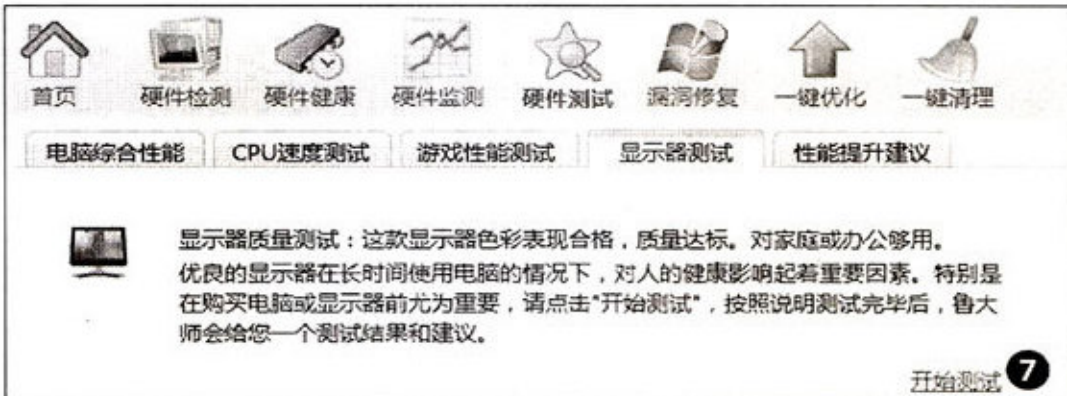 首页 硬件检测 硬件健康 硬件监测 硬件测试 漏洞修复 一键优化 一键清理
电脑综合性能 CPU速度测试 游戏性能测试 显示器测试 性能提升建议
显示器质量测试：这款显示器色彩表现合格，质量达标。对家庭或办公够用。
优良的显示器在长时间使用电脑的情况下，对人的健康影响起着重要因素。特别是
在购买电脑或显示器前尤为重要，请点击"开始测试"，按照说明测试完毕后，鲁大
师会给您一个测试结果和建议。
开始测试 7